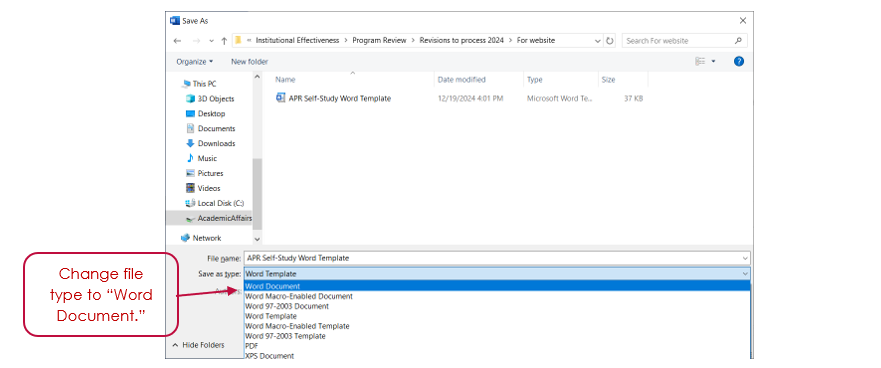 Save As
Institutional Effectiveness > Program Review > Revisions to process 2024 > For website
Search For website
Organize
New folder
This PC
3D Objects
Desktop
Documents
Downloads
Music
Pictures
Videos
Local Disk (C:)
AcademicAffairs
Network
Name Date modified Type Size
APR Self-Study Word Template 12/19/2024 4:01 PM Microsoft Word Te... 37 KB
File name: APR Self-Study Word Template
Save as type: Word Template
Word Document
Word Macro-Enabled Document
Word 97-2003 Document
Word Template
Word Macro-Enabled Template
Word 97-2003 Template
PDF
XPS Document
Hide Folders
Change file
type to “Word
Document.”